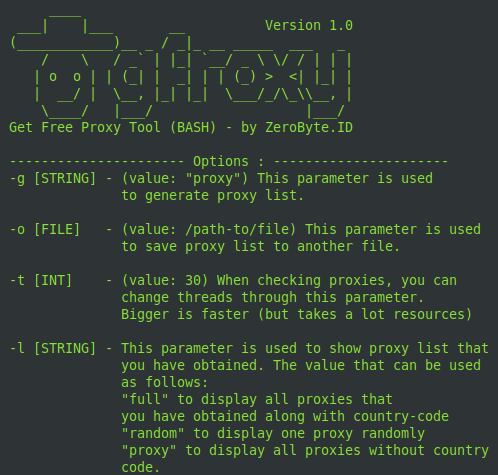 Version 1.0
Get Free Proxy Tool (BASH) - by ZeroByte.ID
---------------------- Options : ----------------------
-g [STRING] - (value: "proxy") This parameter is used
to generate proxy list.
-o [FILE]   - (value: /path-to/file) This parameter is used
to save proxy list to another file.
-t [INT]    - (value: 30) When checking proxies, you can
change threads through this parameter.
Bigger is faster (but takes a lot resources)
-l [STRING] - This parameter is used to show proxy list that
you have obtained. The value that can be used
as follows:
"full" to display all proxies that
you have obtained along with country-code
"random" to display one proxy randomly
"proxy" to display all proxies without country
code.